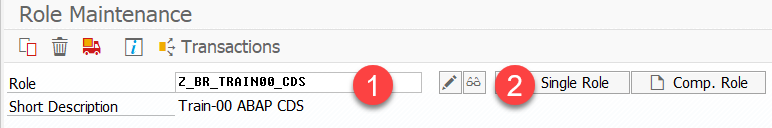 Role Maintenance
Transactions
Role Z_BR_TRAIN00_CDS 1 2 Single Role Comp. Role
Short Description Train-00 ABAP CDS